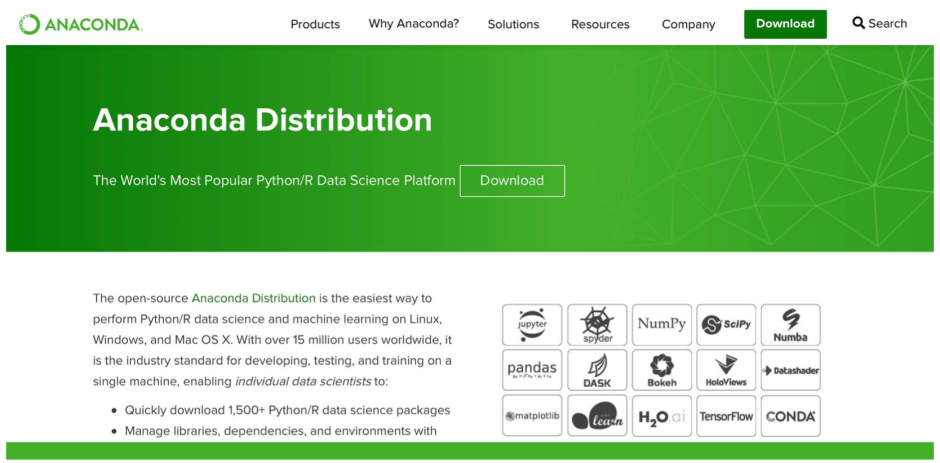 ANACONDA.
Products Why Anaconda? Solutions Resources Company Download Search
Anaconda Distribution
The World's Most Popular Python/R Data Science Platform Download
The open-source Anaconda Distribution is the easiest way to
perform Python/R data science and machine learning on Linux,
Windows, and Mac OS X. With over 15 million users worldwide, it
is the industry standard for developing, testing, and training on a
single machine, enabling individual data scientists to:
• Quickly download 1,500+ Python/R data science packages
• Manage libraries, dependencies, and environments with
jupyter spyder NumPy SciPy Numba
pandas DASK Bokeh HoloViews Datashader
matplotlib learn H2O.ai TensorFlow CONDA